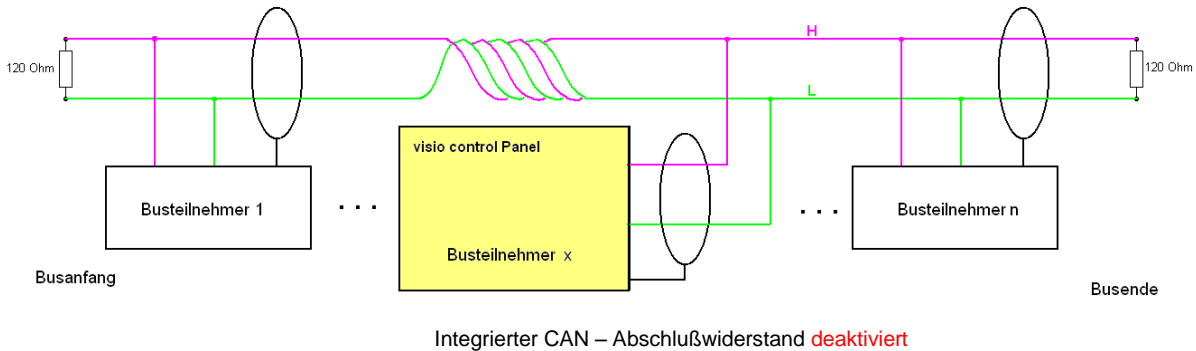 H
120 Ohm
120 Ohm
L
visio control Panel
Busteilnehmer 1
. . .
Busteilnehmer x
. . .
Busteilnehmer n
Busanfang
Busende
Integrierter CAN – Abschlußwiderstand deaktiviert